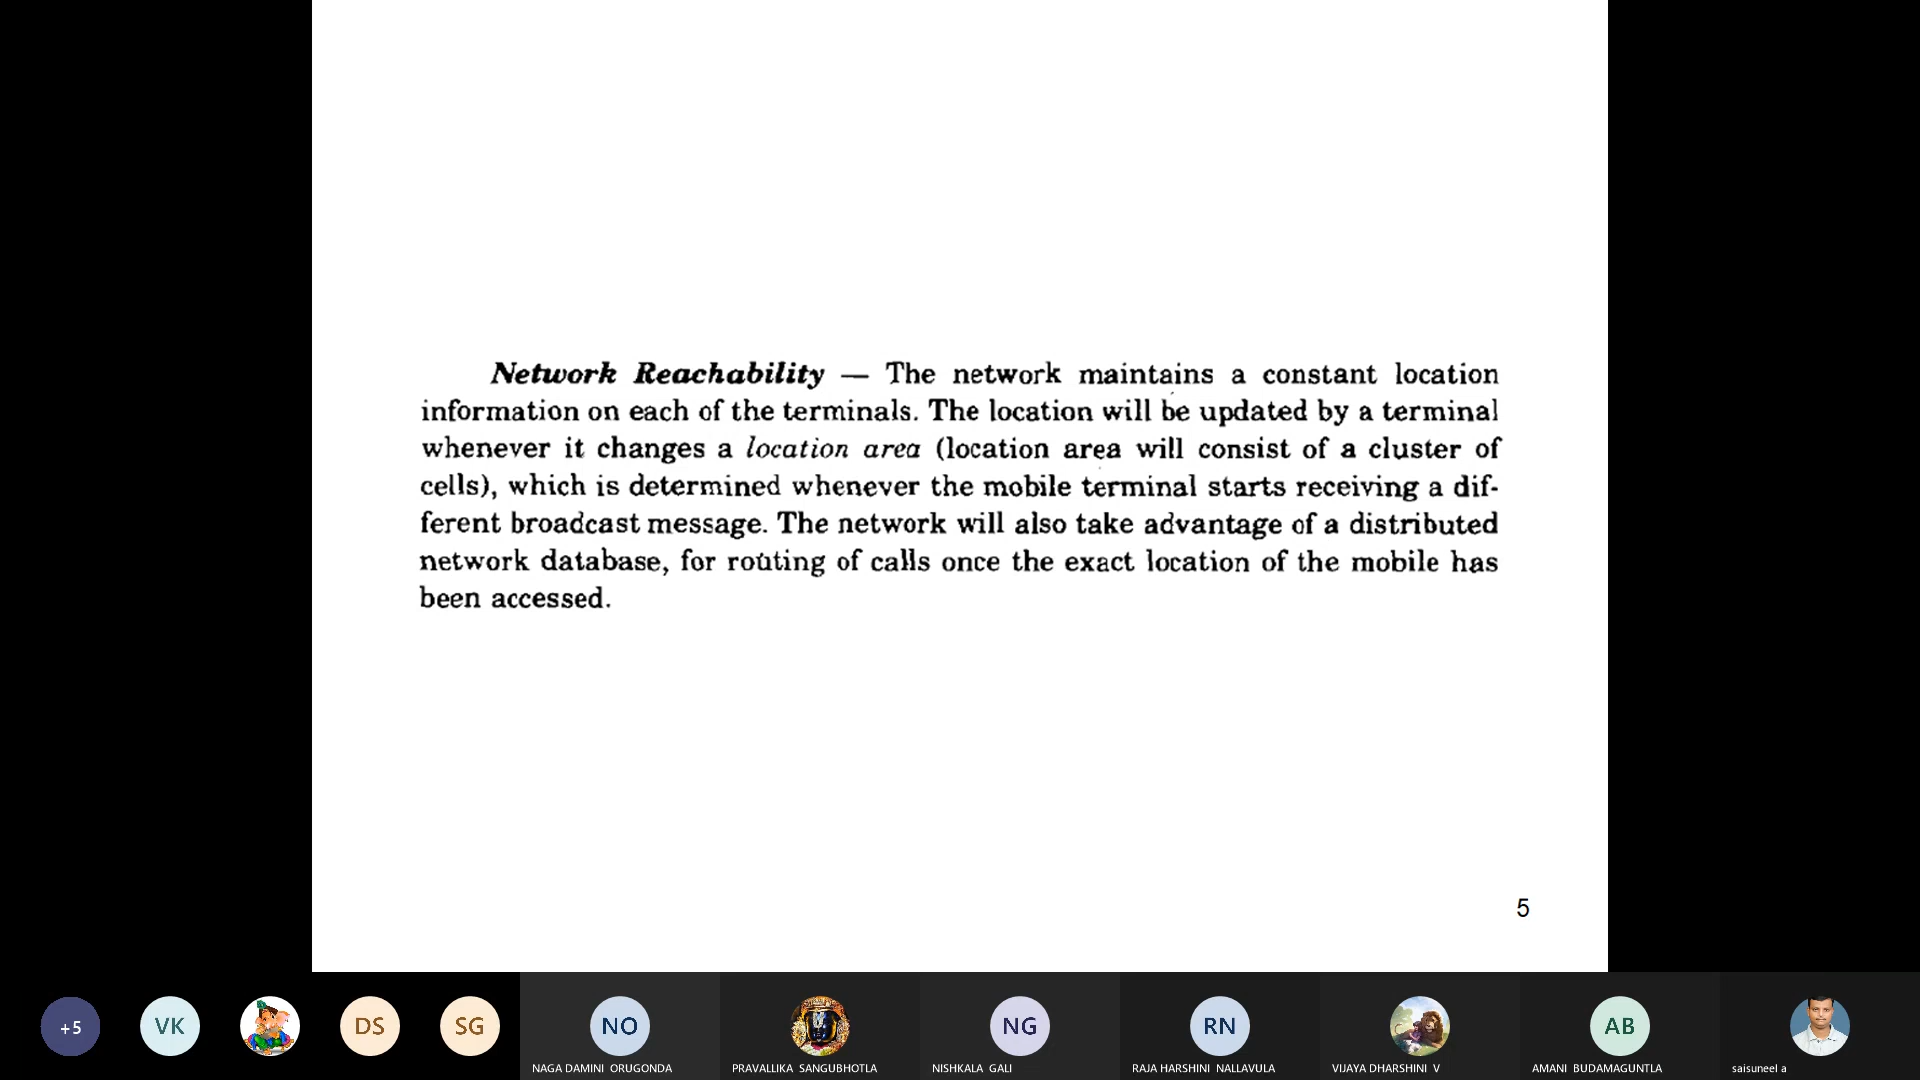 Network Reachability — The network maintains a constant location
information on each of the terminals. The location will be updated by a terminal
whenever it changes a location area (location area will consist of a cluster of
cells), which is determined whenever the mobile terminal starts receiving a dif-
ferent broadcast message. The network will also take advantage of a distributed
network database, for routing of calls once the exact location of the mobile has
been accessed.
5
+5
VK
DS
SG
NO
NG
RN
AB
NAGA DAMINI ORUGONDA
PRAVALLIKA SANGUBHOTLA
NISHKALA GALI
RAJA HARSHINI NALLAVULA
VIJAYA DHARSHINI V
AMANI BUDAMAGUNTLA
saisuneel a